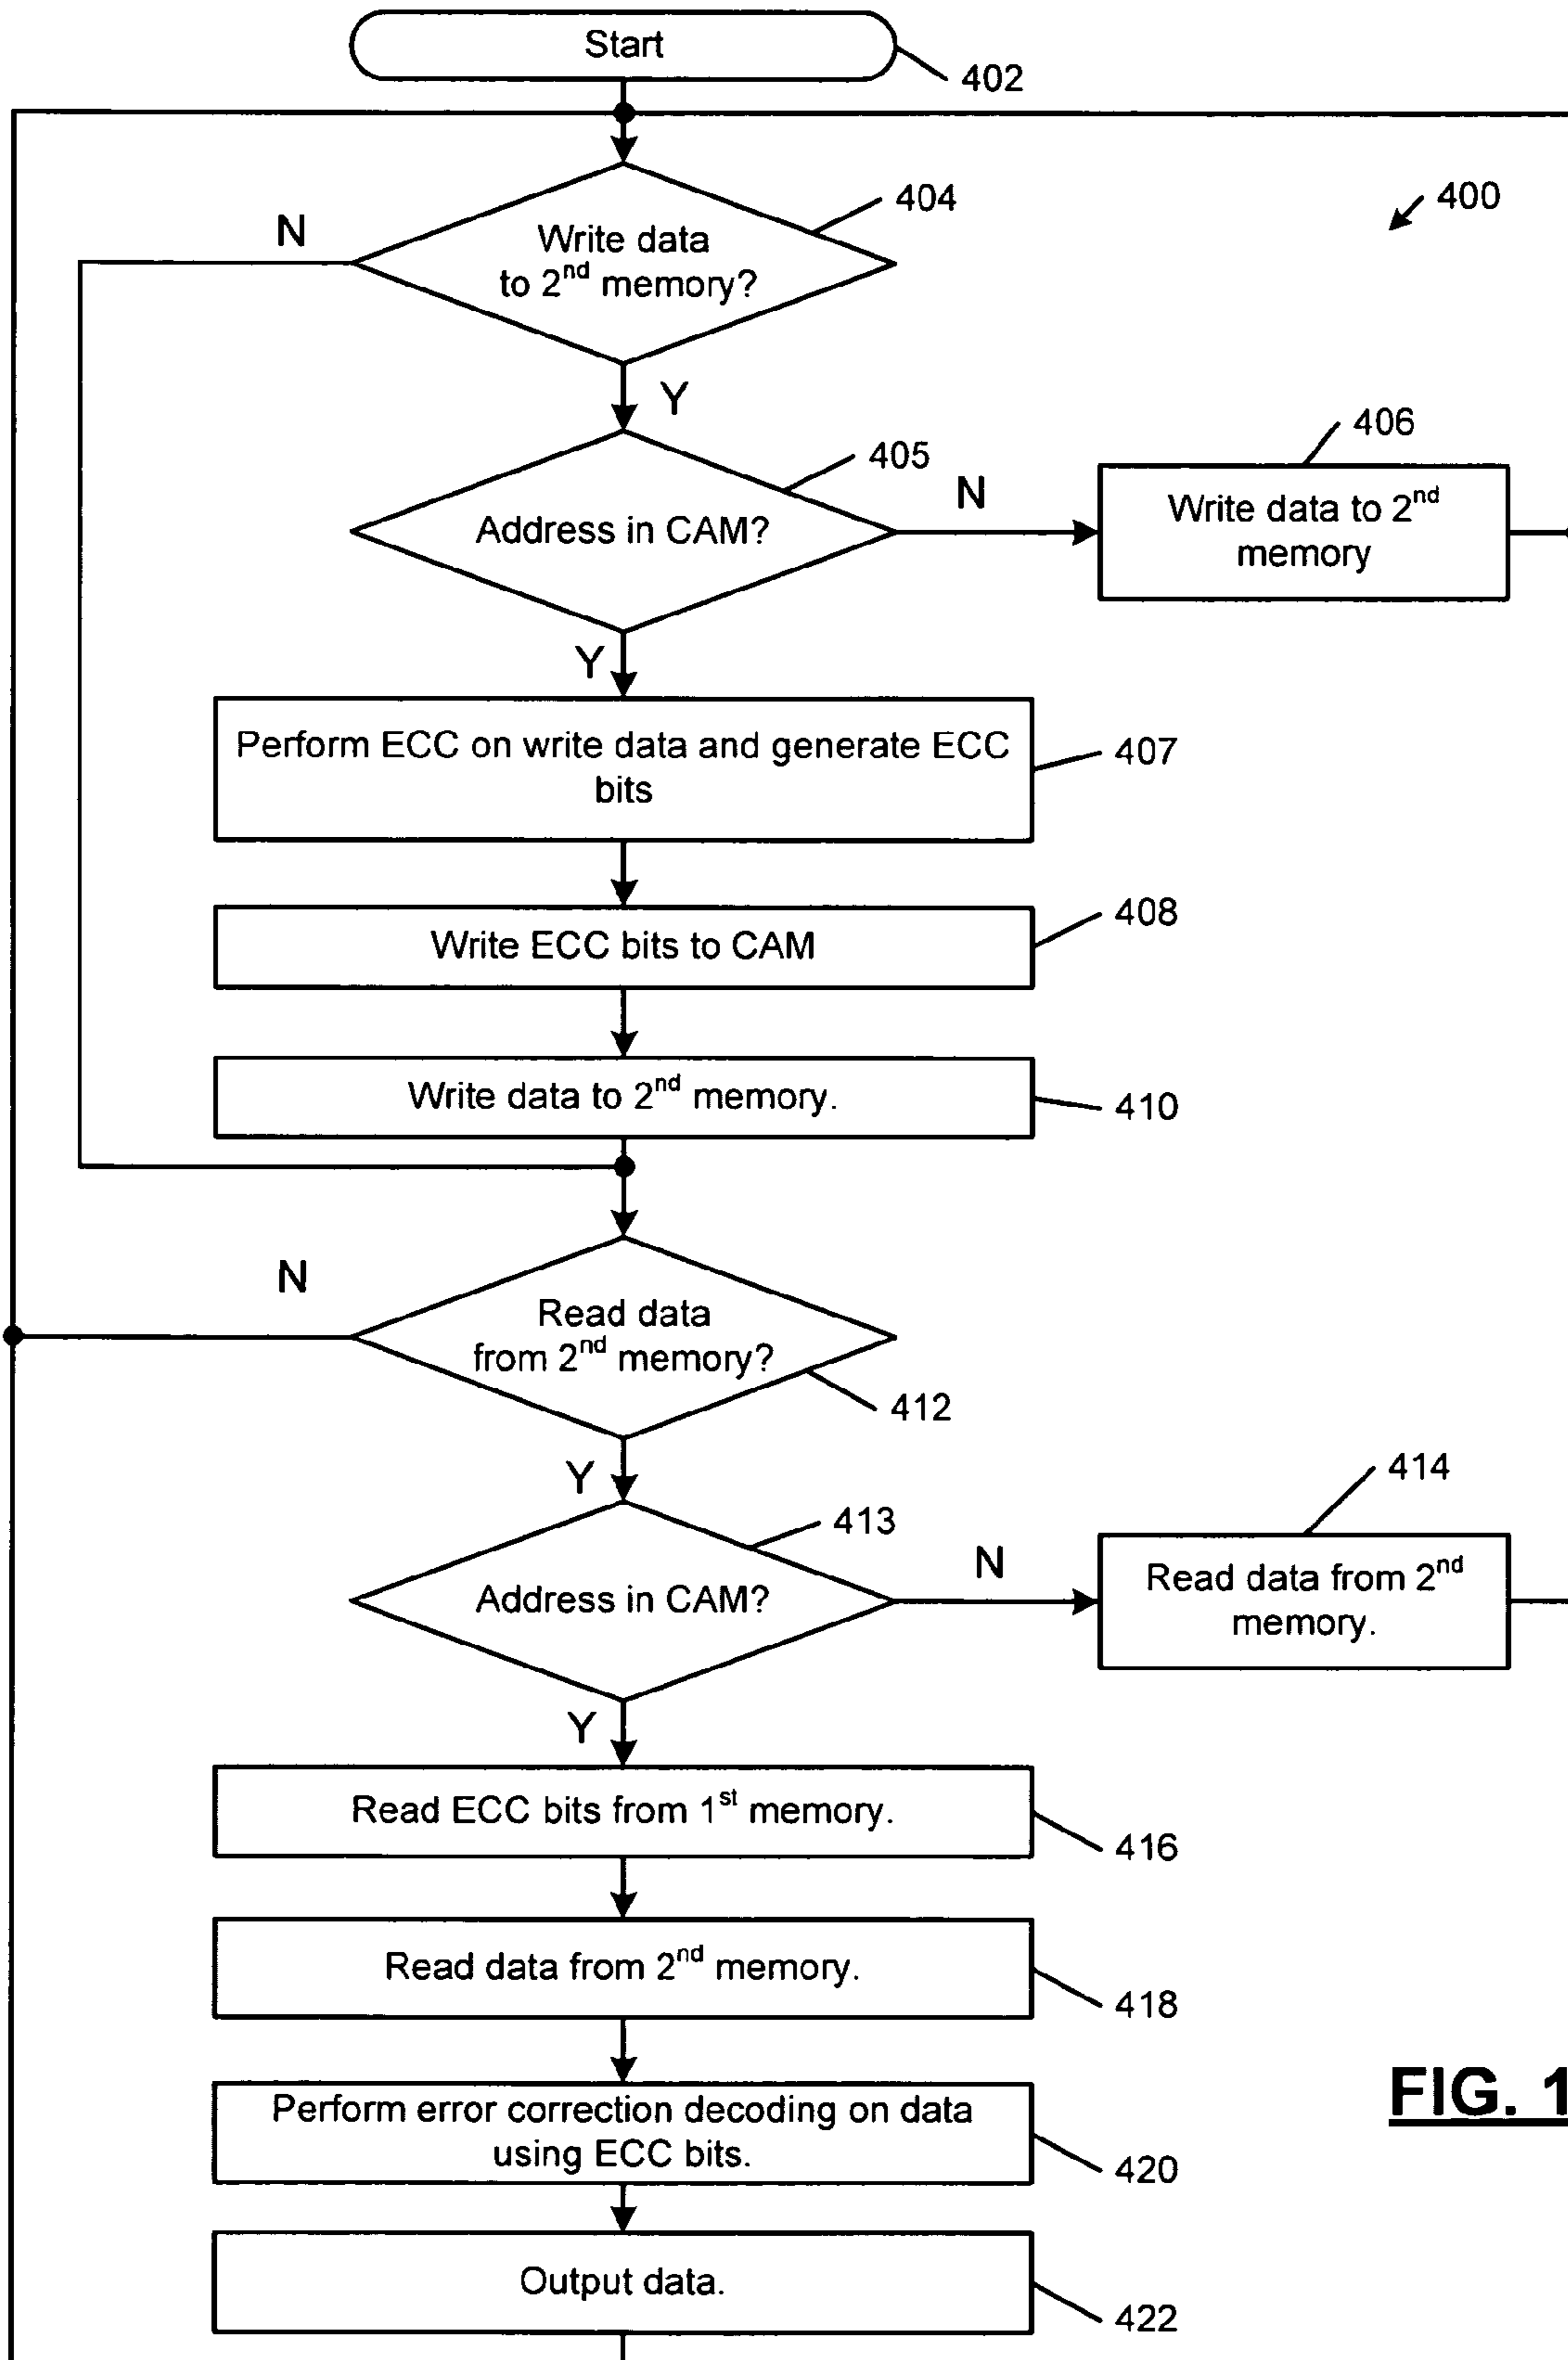 Start
402
400
404
N
Write data
to 2nd memory?
Y
405
406
N
Address in CAM?
Write data to 2nd
memory
Y
Perform ECC on write data and generate ECC
bits
407
408
Write ECC bits to CAM
Write data to 2nd memory.
410
N
Read data
from 2nd memory?
412
Y
413
414
N
Address in CAM?
Read data from 2nd
memory.
Y
Read ECC bits from 1st memory.
416
Read data from 2nd memory.
418
FIG. 1
Perform error correction decoding on data
using ECC bits.
420
Output data.
422